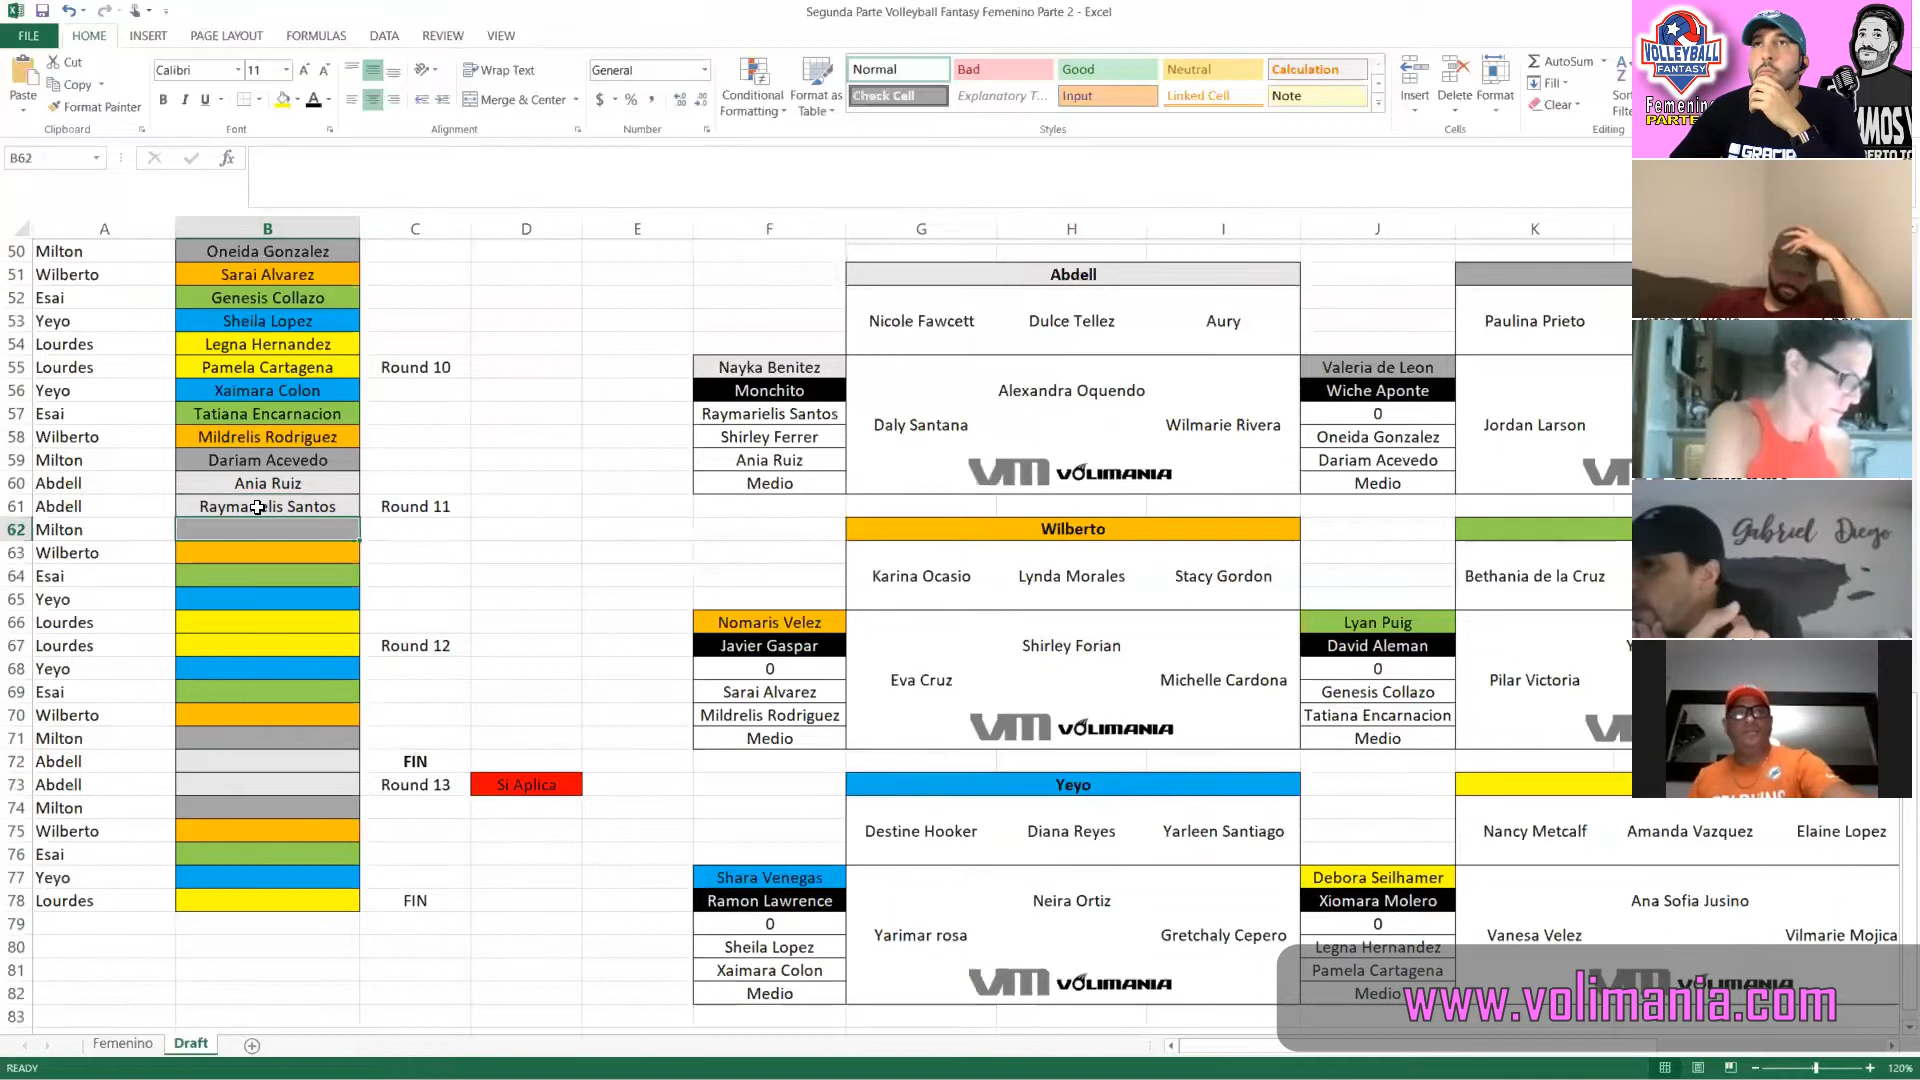 Segunda Parte Volleyball Fantasy Femenino Parte 2 - Excel
FILE HOME INSERT PAGE LAYOUT FORMULAS DATA REVIEW VIEW
Paste Cut Copy Format Painter Clipboard
Calibri 11 B I U A A A Font
Wrap Text Merge & Center Alignment
General $ % , Number
Conditional Formatting Format as Table
Normal Bad Good Neutral Calculation
Check Cell Explanatory T... Input Linked Cell Note
Styles
Insert Delete Format Cells
AutoSum Fill Clear Editing
B62 fx
A B C D E F G H I J K
50 Milton Oneida Gonzalez
51 Wilberto Sarai Alvarez Abdell
52 Esai Genesis Collazo
53 Yeyo Sheila Lopez Nicole Fawcett Dulce Tellez Aury Paulina Prieto
54 Lourdes Legna Hernandez
55 Lourdes Pamela Cartagena Round 10 Nayka Benitez Valeria de Leon
56 Yeyo Xaimara Colon Monchito Alexandra Oquendo Wiche Aponte
57 Esai Tatiana Encarnacion Raymarielis Santos Daly Santana Wilmarie Rivera 0 Jordan Larson
58 Wilberto Mildrelis Rodriguez Shirley Ferrer Oneida Gonzalez
59 Milton Dariam Acevedo Ania Ruiz VM VOLIMANIA Dariam Acevedo
60 Abdell Ania Ruiz Medio Medio
61 Abdell Raymarielis Santos Round 11
62 Milton Wilberto
63 Wilberto
64 Esai Karina Ocasio Lynda Morales Stacy Gordon Bethania de la Cruz
65 Yeyo
66 Lourdes Nomaris Velez Lyan Puig
67 Lourdes Round 12 Javier Gaspar Shirley Forian David Aleman
68 Yeyo 0 Eva Cruz Michelle Cardona 0 Pilar Victoria
69 Esai Sarai Alvarez Genesis Collazo
70 Wilberto Mildrelis Rodriguez VM VOLIMANIA Tatiana Encarnacion
71 Milton Medio Medio
72 Abdell FIN
73 Abdell Round 13 Si Aplica Yeyo
74 Milton
75 Wilberto Destine Hooker Diana Reyes Yarleen Santiago Nancy Metcalf Amanda Vazquez Elaine Lopez
76 Esai
77 Yeyo Shara Venegas Debora Seilhamer
78 Lourdes FIN Ramon Lawrence Neira Ortiz Xiomara Molero Ana Sofia Jusino
79 0 Yarimar rosa Gretchaly Cepero 0 Vanesa Velez Vilmarie Mojica
80 Sheila Lopez Legna Hernandez
81 Xaimara Colon VM VOLIMANIA Pamela Cartagena VM VOLIMANIA
82 Medio Medio
83
www.volimania.com
Femenino Draft
READY 120%
VOLLEYBALL FANTASY
PARTE
Gabriel Diego